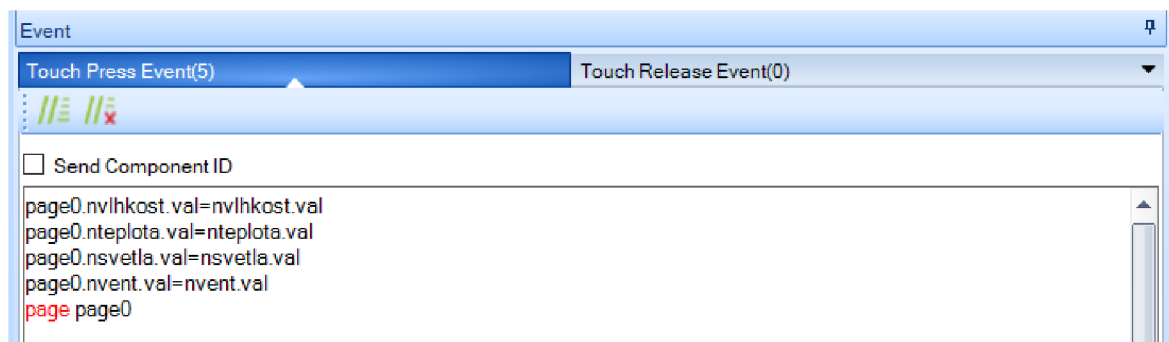 Event
Touch Press Event(5) Touch Release Event(0)
Send Component ID
page0.nvlhkost.val=nvlhkost.val
page0.nteplota.val=nteplota.val
page0.nsvetla.val=nsvetla.val
page0.nvent.val=nvent.val
page page0